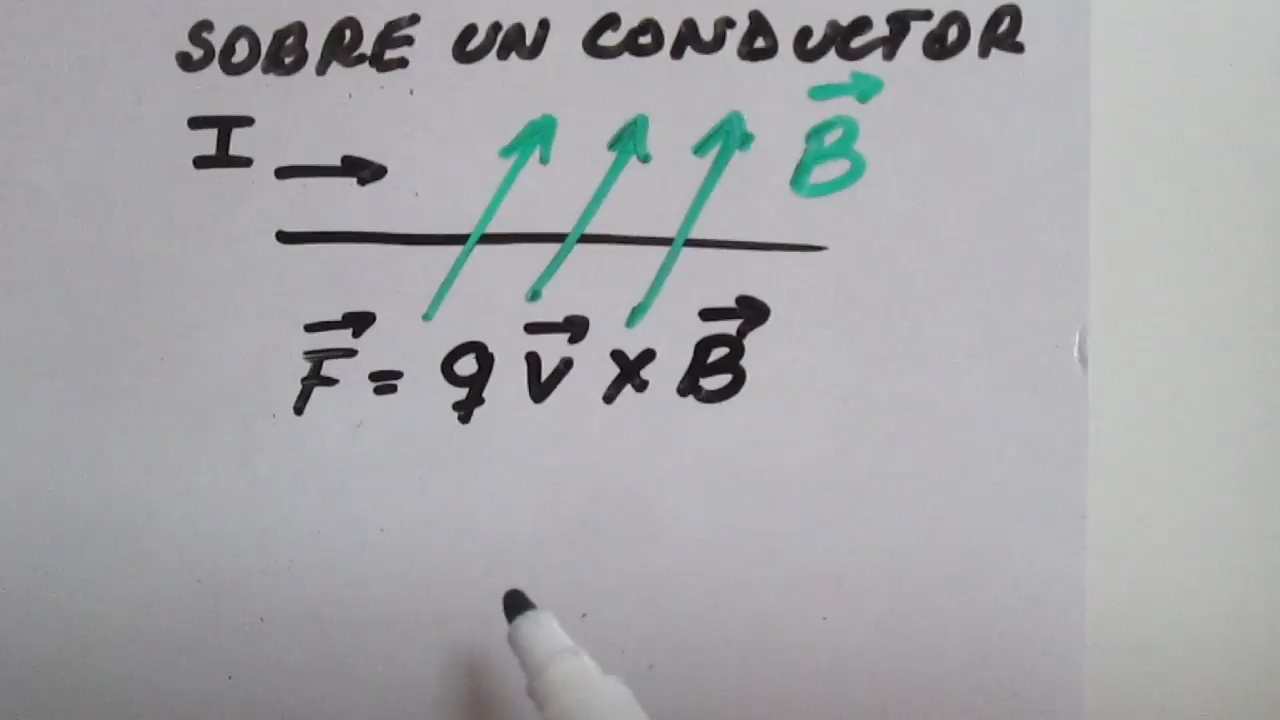 SOBRE UN CONDUCTOR
I → B⃗
F⃗ = q v⃗ x B⃗